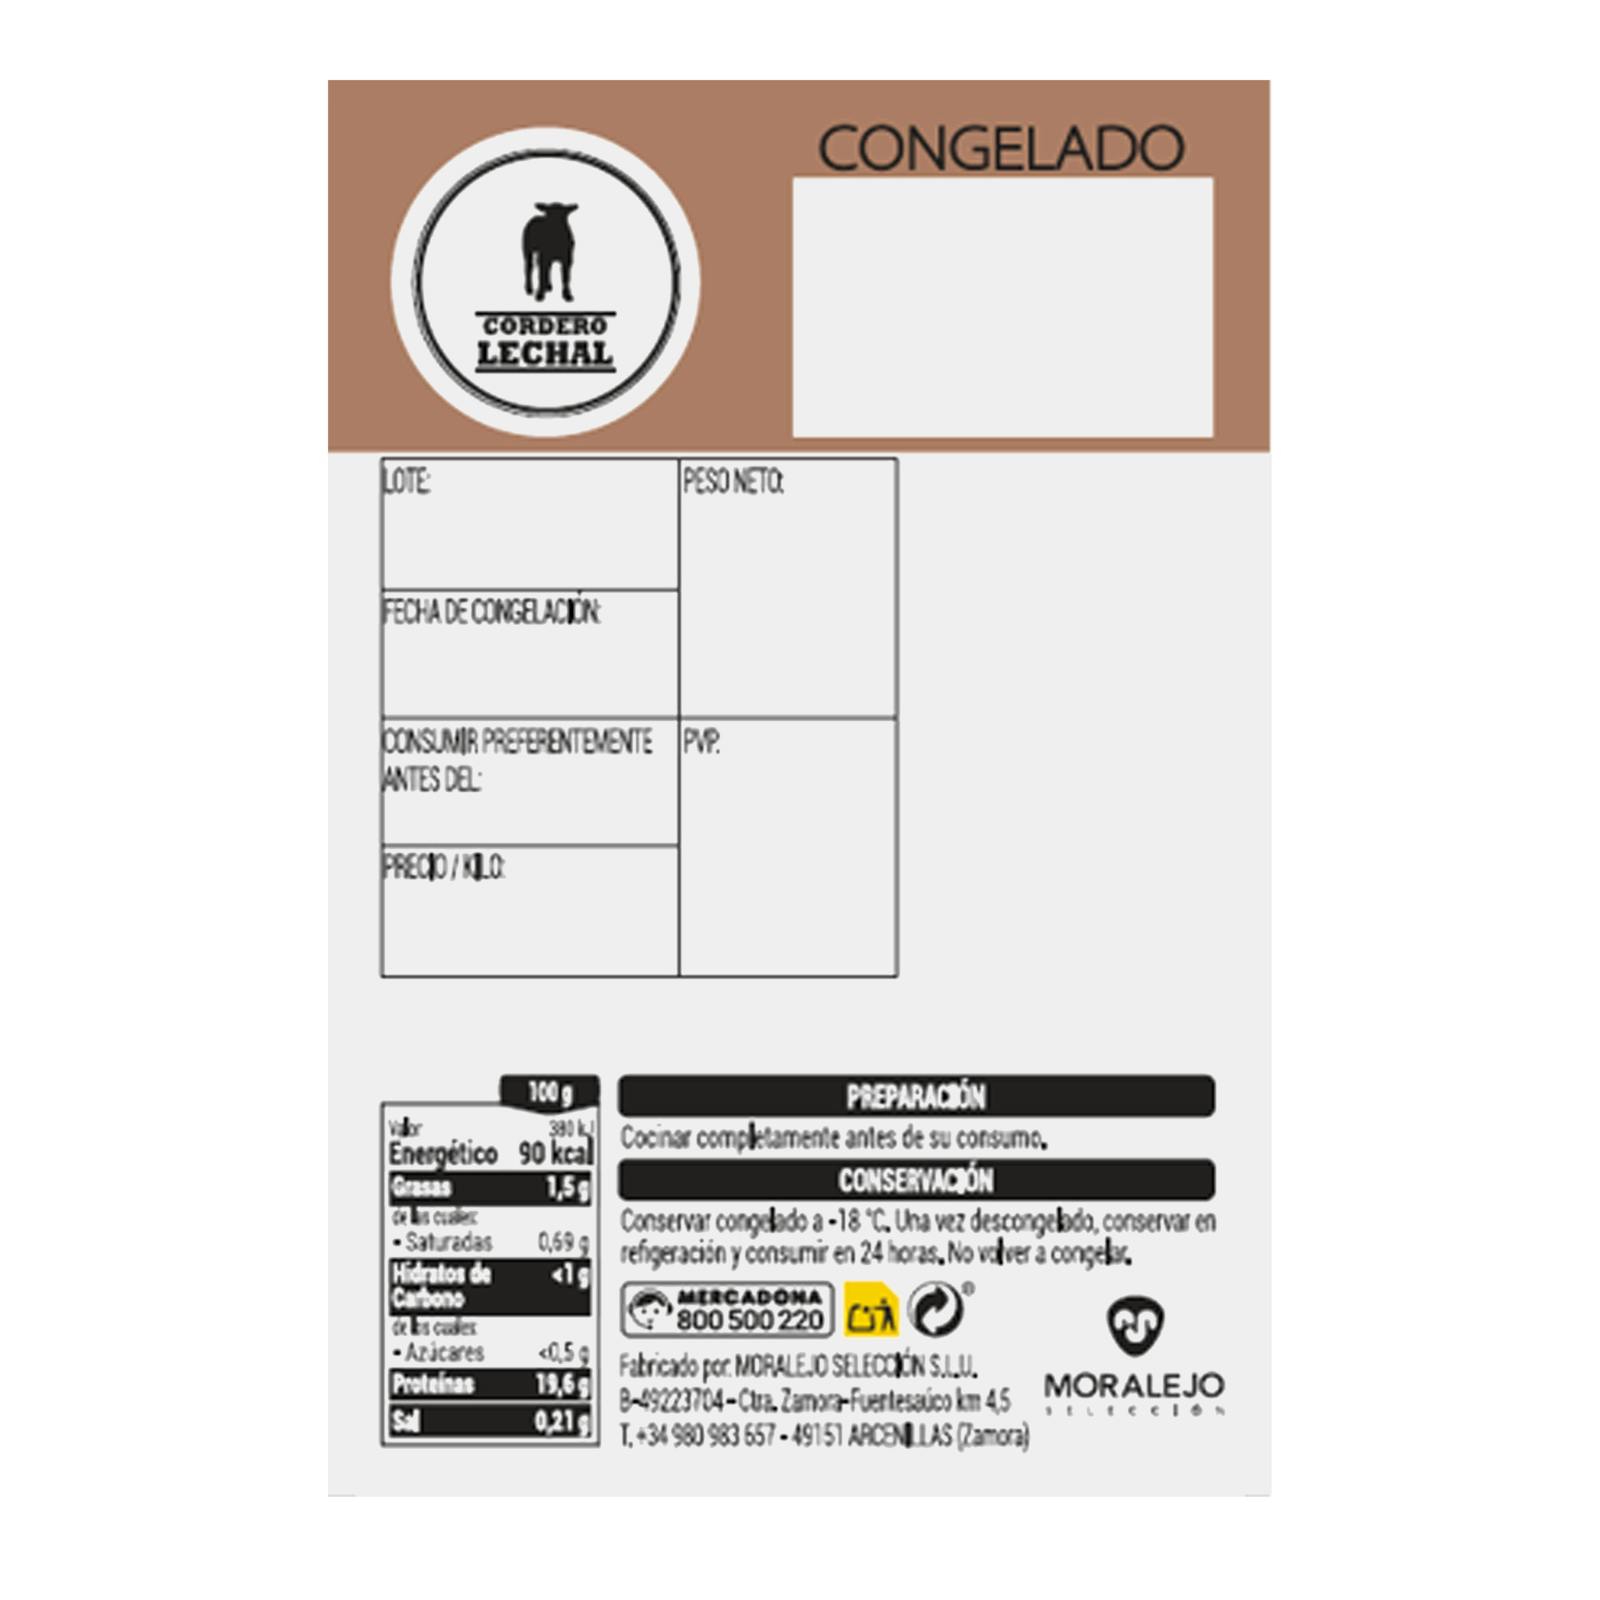 CONGELADO
CORDERO
LECHAL
LOTE:
PESO NETO:
FECHA DE CONGELACIÓN:
CONSUMIR PREFERENTEMENTE
ANTES DEL:
PVP:
PRECIO / KILO:
100 g
Valor 380 kJ
Energético 90 kcal
Grasas 1,5 g
de las cuales:
- Saturadas 0,69 g
Hidratos de <1 g
Carbono
de los cuales:
- Azúcares <0,5 g
Proteínas 19,6 g
Sal 0,21 g
PREPARACIÓN
Cocinar completamente antes de su consumo.
CONSERVACIÓN
Conservar congelado a -18 °C. Una vez descongelado, conservar en
refigeración y consumir en 24 horas. No volver a congelar.
MERCADONA
800 500 220
®
Fabricado por: MORALEJO SELECCIÓN S.L.U.
B-49223704 - Ctra. Zamora-Fuentesaúco km 4,5
T. +34 980 983 657 - 49151 ARCENILLAS (Zamora)
MORALEJO
selección